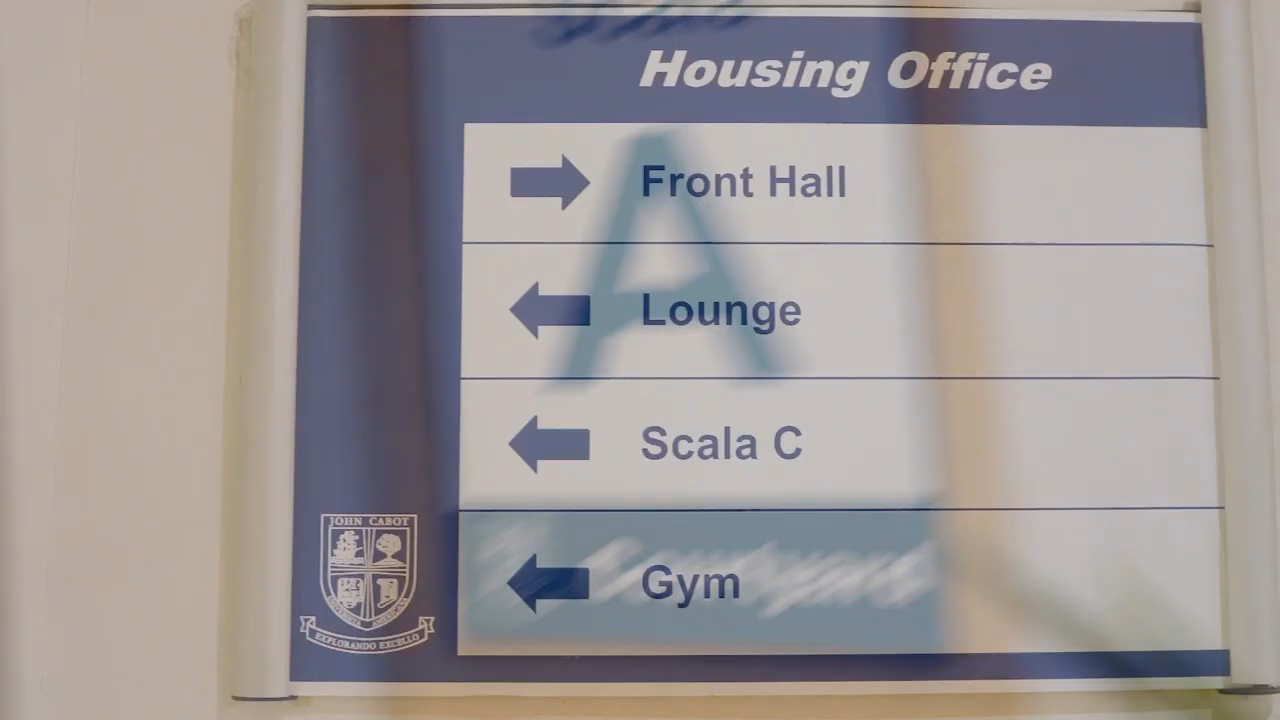 Housing Office
Front Hall
Lounge
Scala C
Gym
A
JOHN CABOT
EXPLORANDO EXCELLO